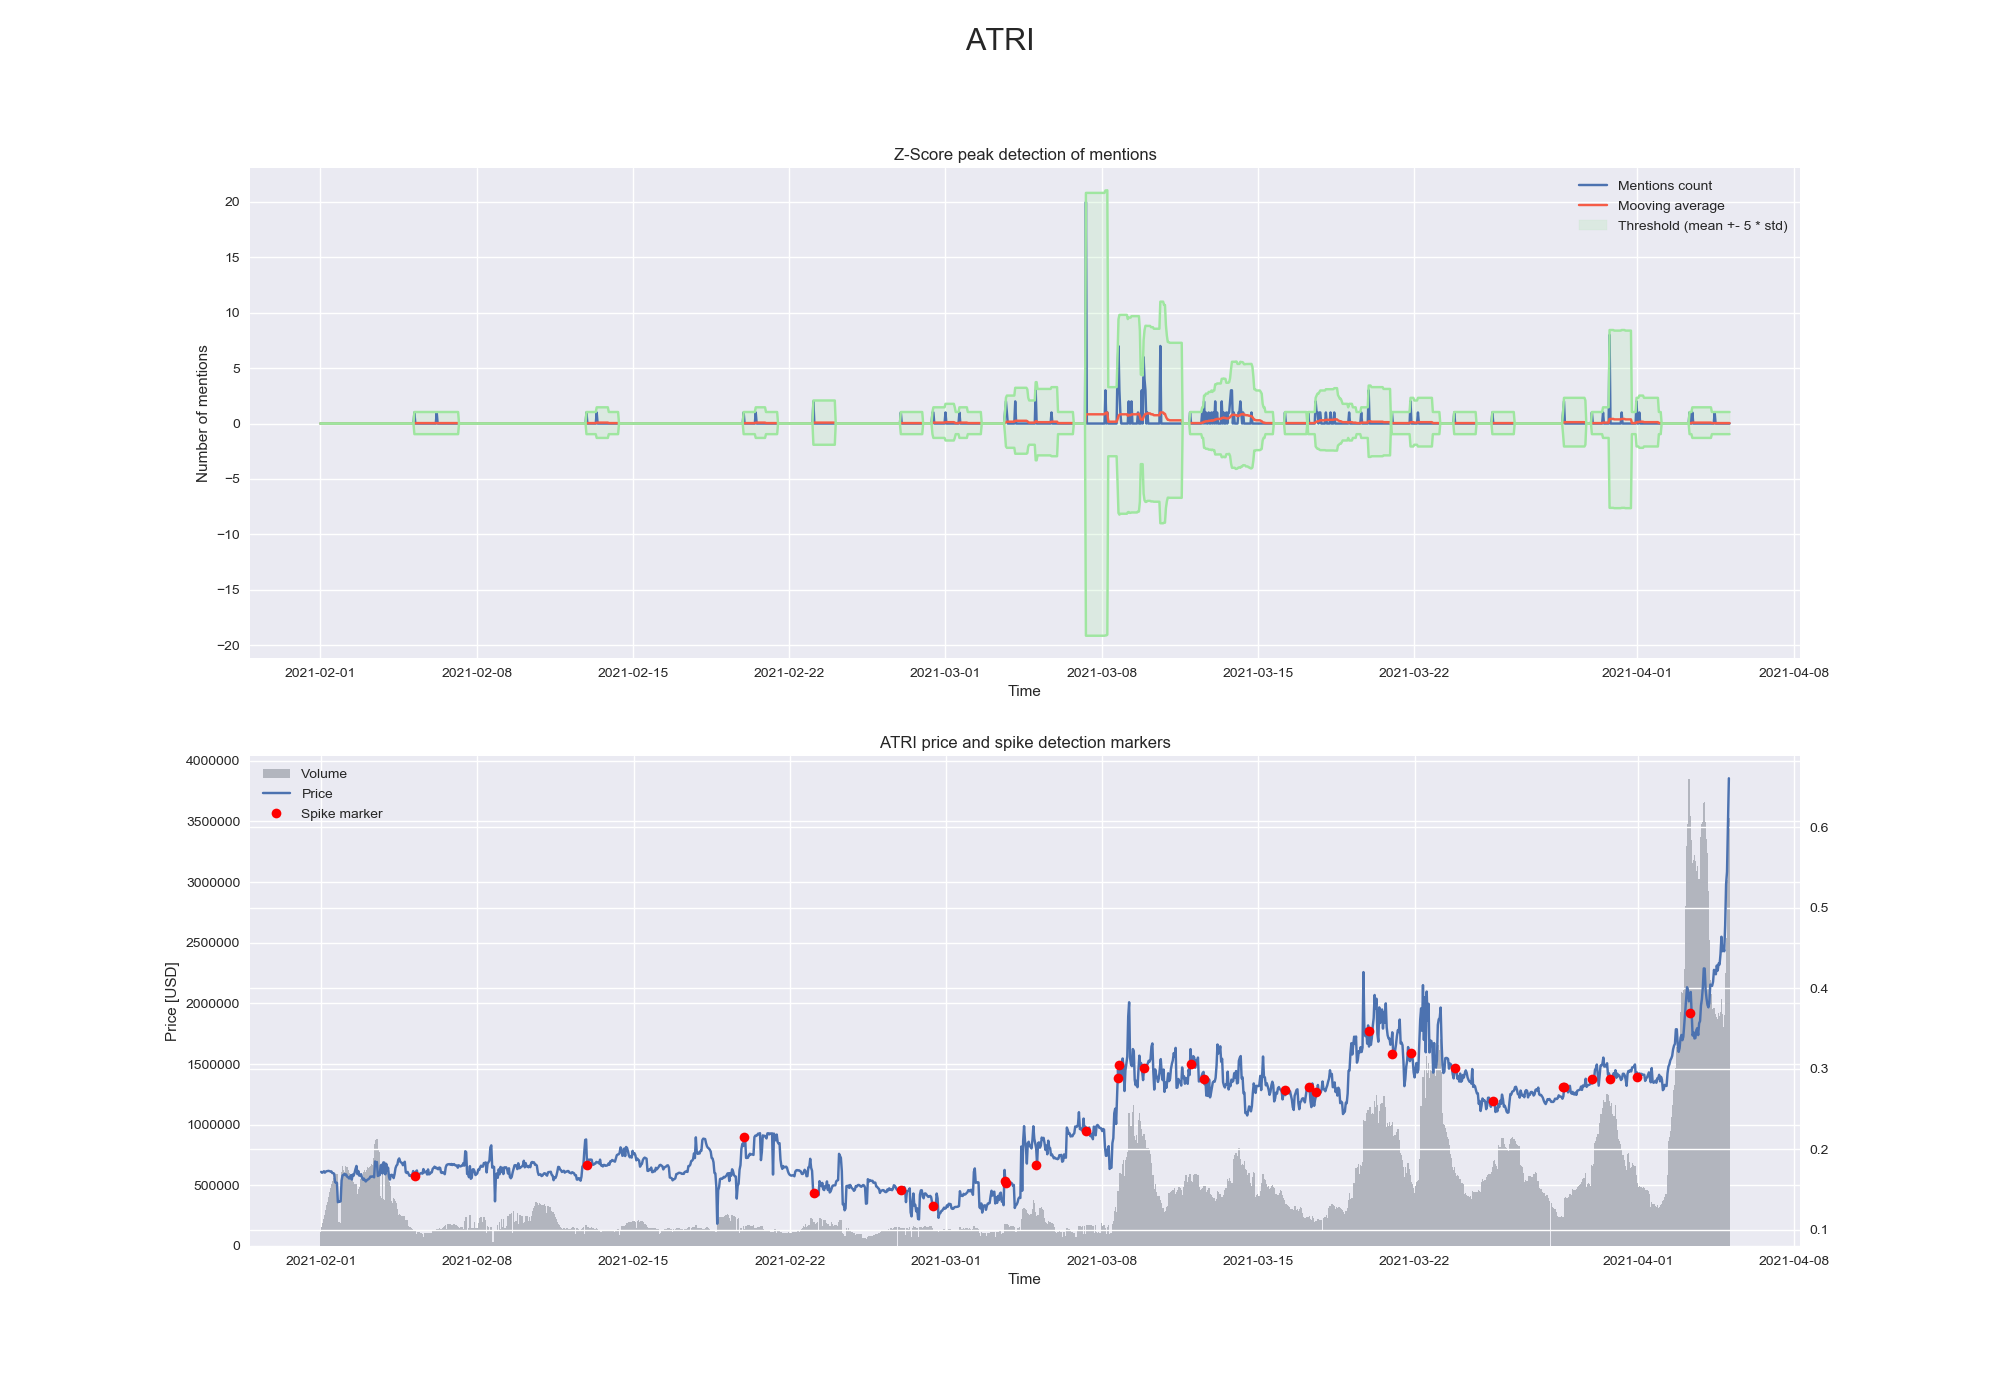 ATRI
Z-Score peak detection of mentions
Mentions count
Mooving average
Threshold (mean +- 5 * std)
Number of mentions
20
15
10
5
0
−5
−10
−15
−20
2021-02-01 2021-02-08 2021-02-15 2021-02-22 2021-03-01 2021-03-08 2021-03-15 2021-03-22 2021-04-01 2021-04-08
Time
ATRI price and spike detection markers
Volume
Price
Spike marker
Price [USD]
4000000
3500000
3000000
2500000
2000000
1500000
1000000
500000
0
0.6
0.5
0.4
0.3
0.2
0.1
2021-02-01 2021-02-08 2021-02-15 2021-02-22 2021-03-01 2021-03-08 2021-03-15 2021-03-22 2021-04-01 2021-04-08
Time